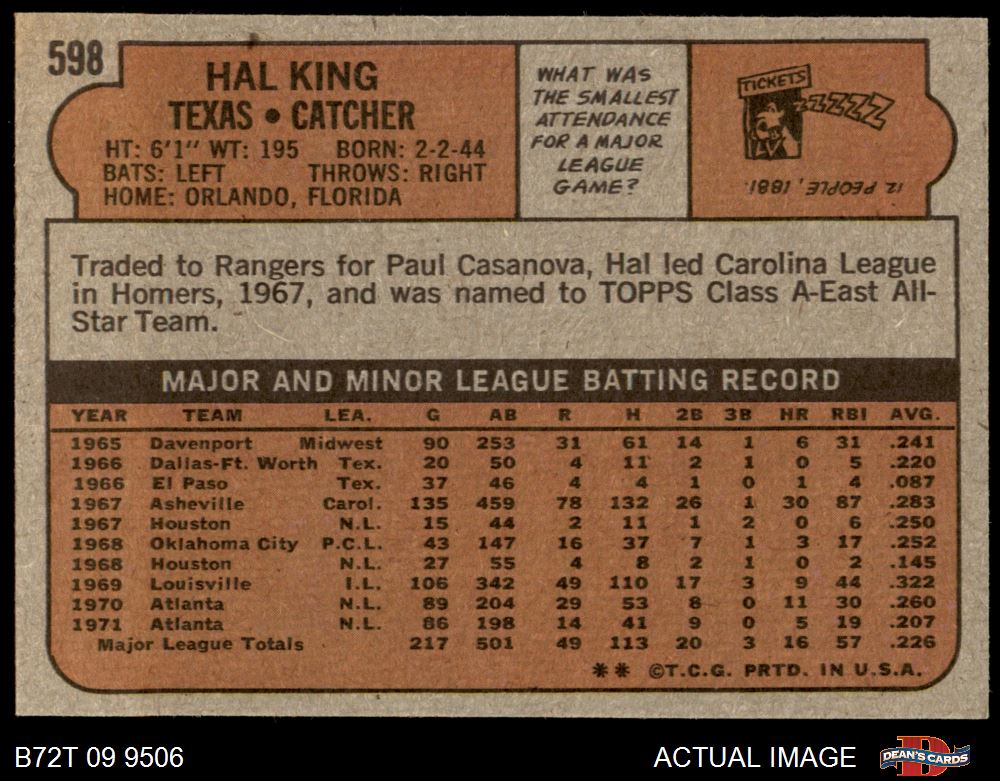 598
HAL KING
TEXAS • CATCHER
HT: 6'1" WT: 195 BORN: 2-2-44
BATS: LEFT THROWS: RIGHT
HOME: ORLANDO, FLORIDA
WHAT WAS
THE SMALLEST
ATTENDANCE
FOR A MAJOR
LEAGUE
GAME?
TICKETS
ZZZZZ
12 PEOPLE, 1881.
Traded to Rangers for Paul Casanova, Hal led Carolina League
in Homers, 1967, and was named to TOPPS Class A-East All-
Star Team.
MAJOR AND MINOR LEAGUE BATTING RECORD
YEAR TEAM LEA. G AB R H 2B 3B HR RBI AVG.
1965 Davenport Midwest 90 253 31 61 14 1 6 31 .241
1966 Dallas-Ft. Worth Tex. 20 50 4 11 2 1 0 5 .220
1966 El Paso Tex. 37 46 4 4 1 0 1 4 .087
1967 Asheville Carol. 135 459 78 132 26 1 30 87 .283
1967 Houston N.L. 15 44 2 11 1 2 0 6 .250
1968 Oklahoma City P.C.L. 43 147 16 37 7 1 3 17 .252
1968 Houston N.L. 27 55 4 8 2 1 0 2 .145
1969 Louisville I.L. 106 342 49 110 17 3 9 44 .322
1970 Atlanta N.L. 89 204 29 53 8 0 11 30 .260
1971 Atlanta N.L. 86 198 14 41 9 0 5 19 .207
Major League Totals 217 501 49 113 20 3 16 57 .226
** ©T.C.G. PRTD. IN U.S.A.
B72T 09 9506 ACTUAL IMAGE DEAN'S CARDS